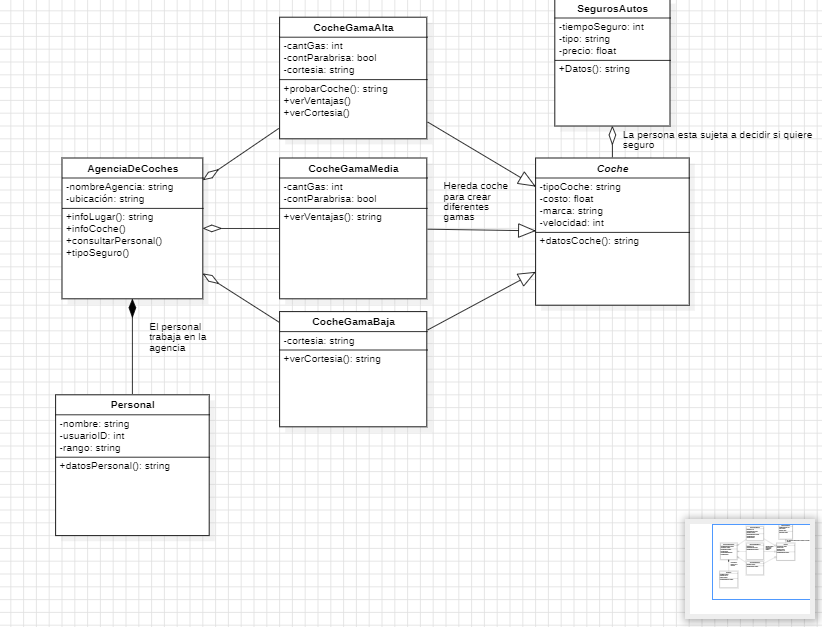 CocheGamaAlta
-cantGas: int
-contParabrisa: bool
-cortesia: string
+probarCoche(): string
+verVentajas()
+verCortesia()
SegurosAutos
-tiempoSeguro: int
-tipo: string
-precio: float
+Datos(): string
La persona esta sujeta a decidir si quiere
seguro
AgenciaDeCoches
-nombreAgencia: string
-ubicación: string
+infoLugar(): string
+infoCoche()
+consultarPersonal()
+tipoSeguro()
CocheGamaMedia
-cantGas: int
-contParabrisa: bool
+verVentajas(): string
Hereda coche
para crear
diferentes
gamas
Coche
-tipoCoche: string
-costo: float
-marca: string
-velocidad: int
+datosCoche(): string
CocheGamaBaja
-cortesia: string
+verCortesia(): string
El personal
trabaja en la
agencia
Personal
-nombre: string
-usuarioID: int
-rango: string
+datosPersonal(): string